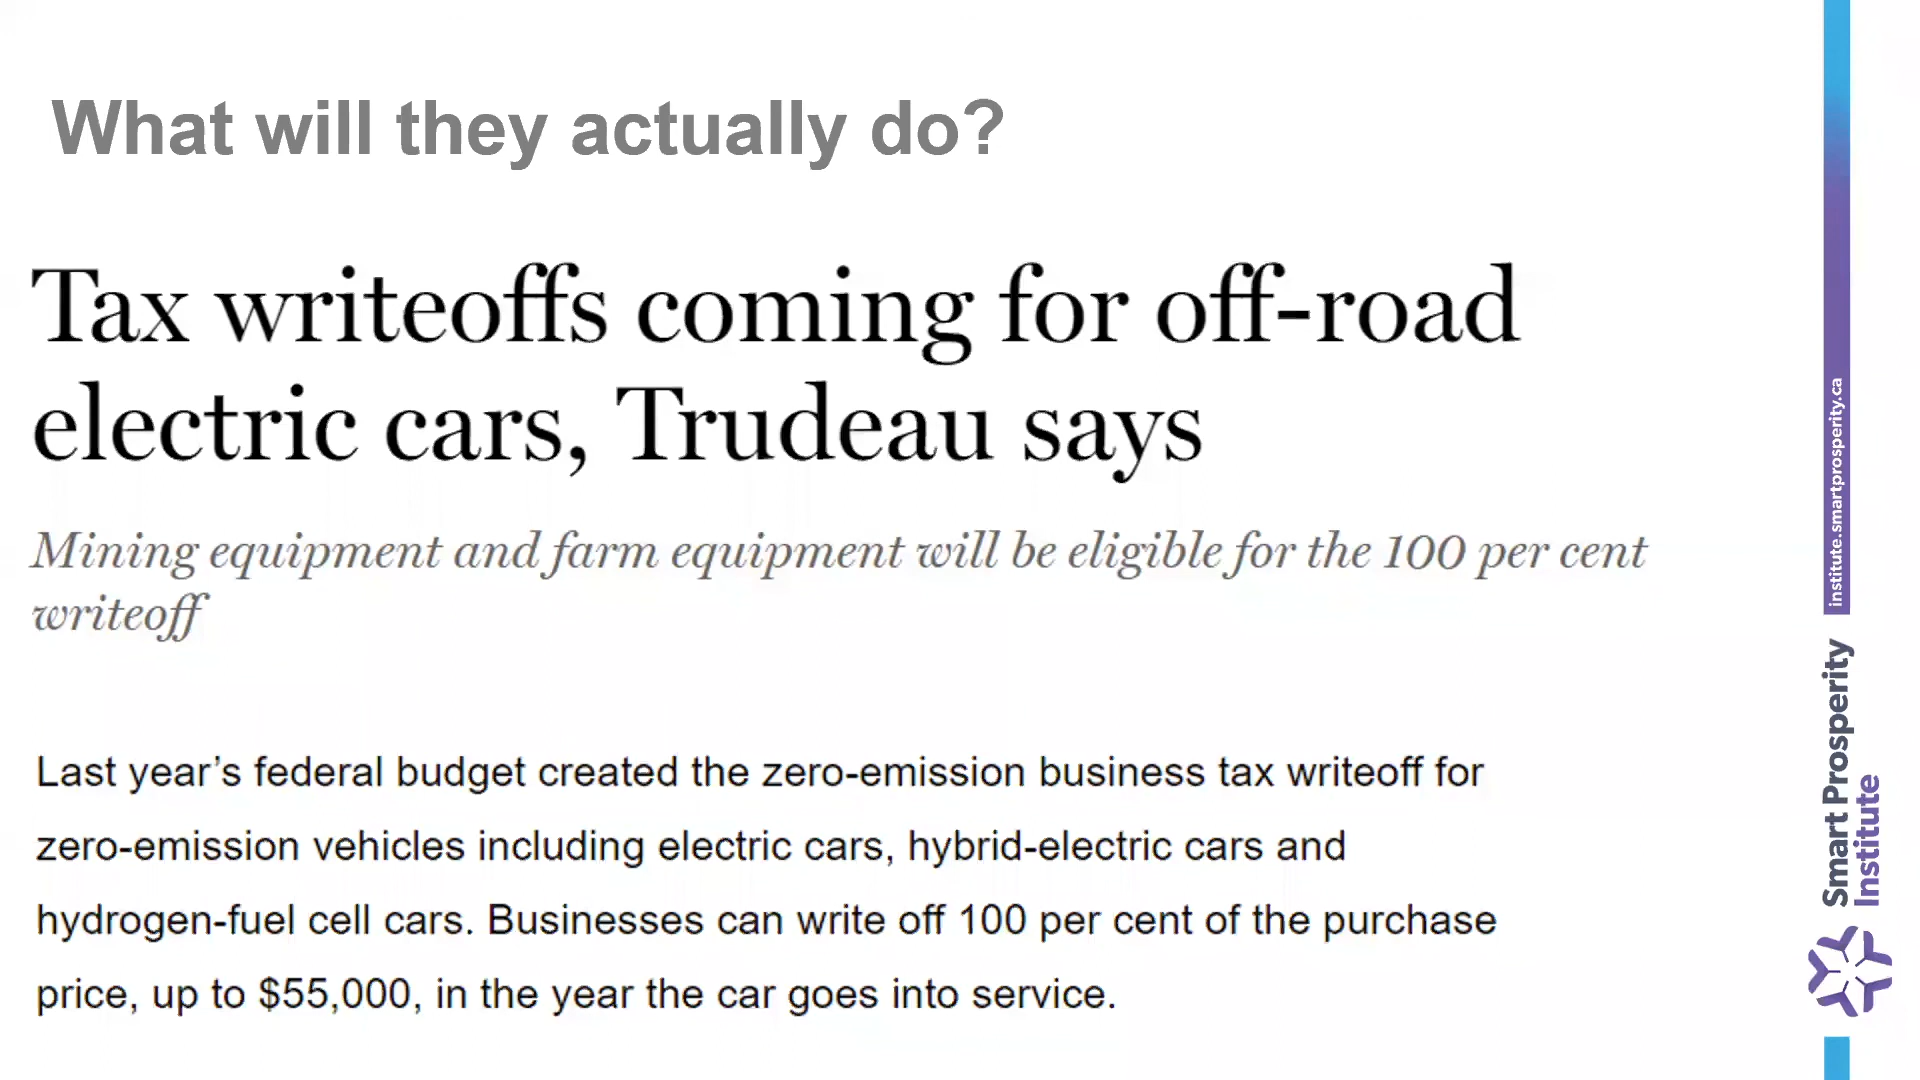 What will they actually do?
Tax writeoffs coming for off-road
electric cars, Trudeau says
Mining equipment and farm equipment will be eligible for the 100 per cent
writeoff
Last year’s federal budget created the zero-emission business tax writeoff for
zero-emission vehicles including electric cars, hybrid-electric cars and
hydrogen-fuel cell cars. Businesses can write off 100 per cent of the purchase
price, up to $55,000, in the year the car goes into service.
institute.smartprosperity.ca
Smart Prosperity
Institute